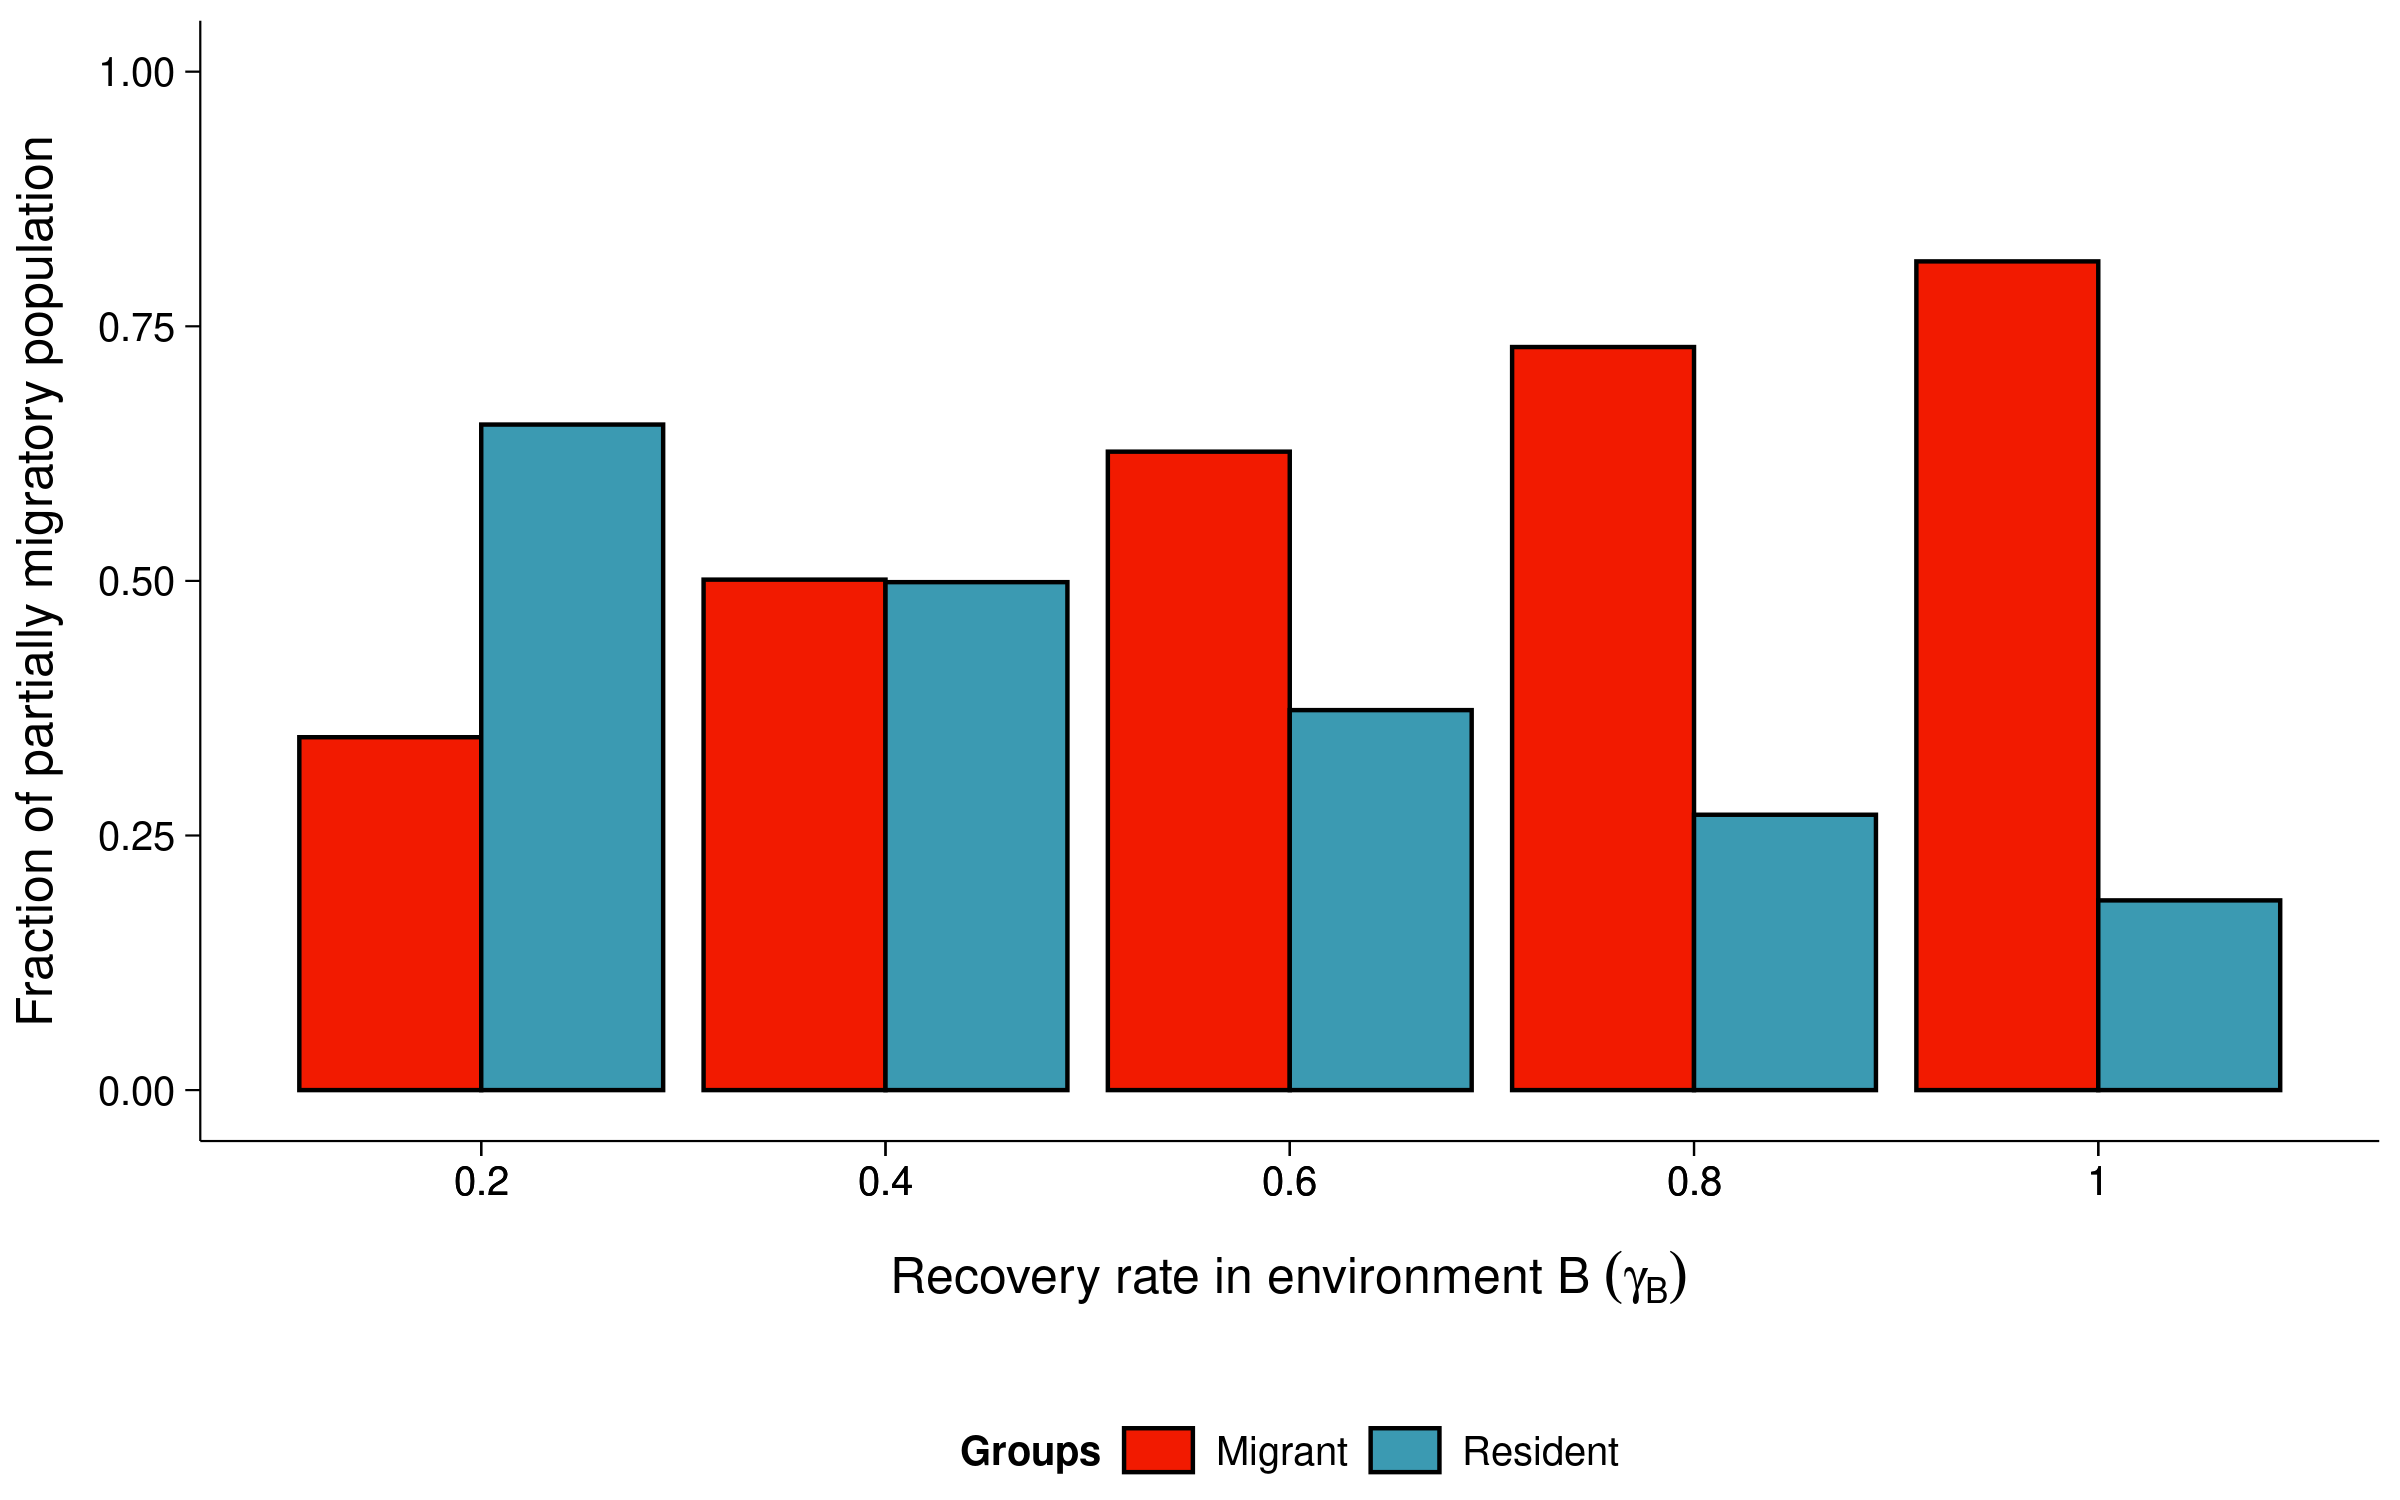 Fraction of partially migratory population
1.00
0.75
0.50
0.25
0.00
0.2 0.4 0.6 0.8 1
Recovery rate in environment B (γB)
Groups Migrant Resident